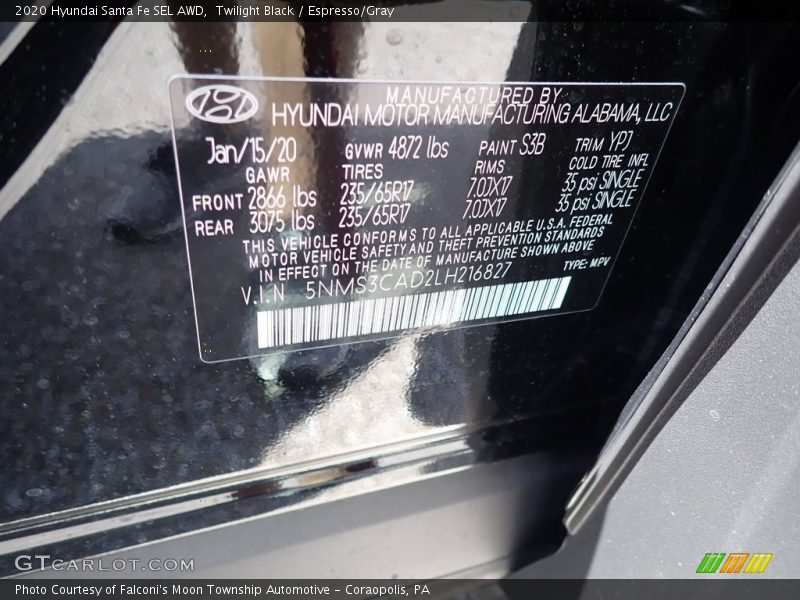 2020 Hyundai Santa Fe SEL AWD, Twilight Black / Espresso/Gray
MANUFACTURED BY
HYUNDAI MOTOR MANUFACTURING ALABAMA, LLC
Jan/15/20 GVWR 4872 lbs PAINT S3B TRIM YPJ
GAWR TIRES RIMS COLD TIRE INFL
FRONT 2866 lbs 235/65R17 7.0JX17 35 psi SINGLE
REAR 3075 lbs 235/65R17 7.0JX17 35 psi SINGLE
THIS VEHICLE CONFORMS TO ALL APPLICABLE U.S.A. FEDERAL
MOTOR VEHICLE SAFETY AND THEFT PREVENTION STANDARDS
IN EFFECT ON THE DATE OF MANUFACTURE SHOWN ABOVE
V.I.N 5NMS3CAD2LH216827 TYPE: MPV
GTCARLOT.COM
Photo Courtesy of Falconi's Moon Township Automotive – Coraopolis, PA